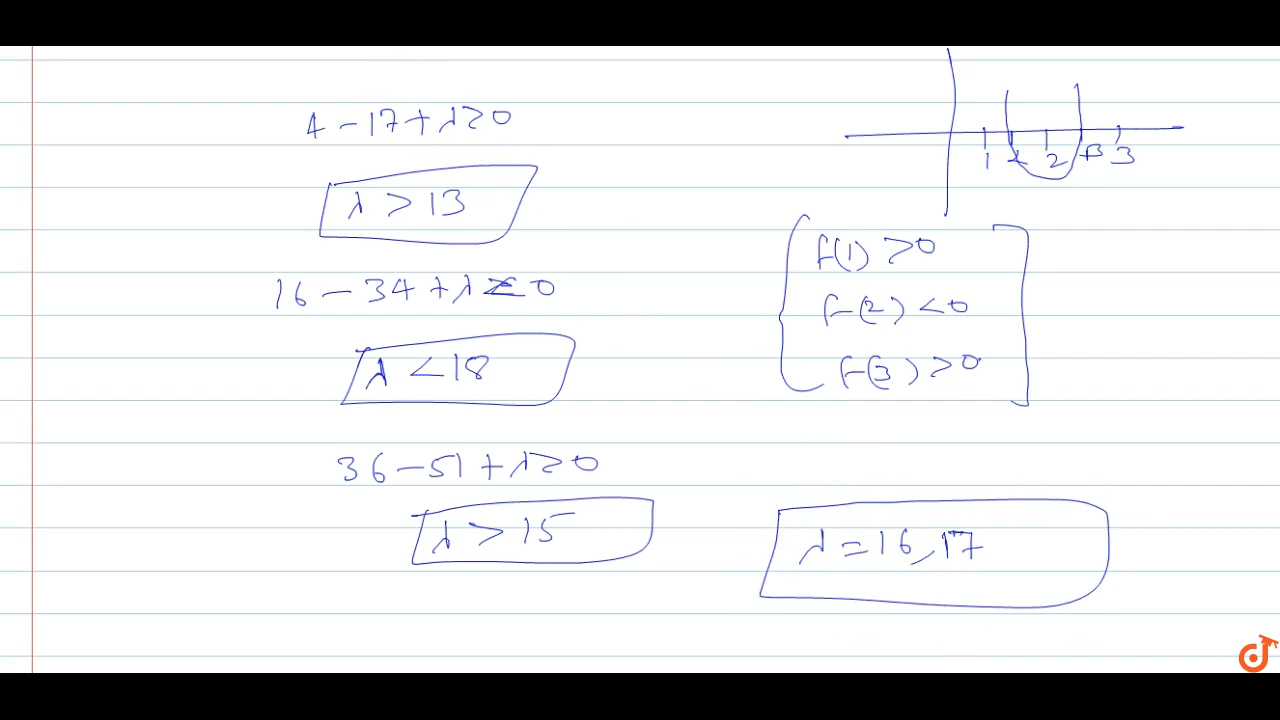 4 - 17 + λ > 0
λ > 13
16 - 34 + λ < 0
λ < 18
36 - 51 + λ > 0
λ > 15
1 α 2 β 3
f(1) > 0
f(2) < 0
f(3) > 0
λ = 16, 17